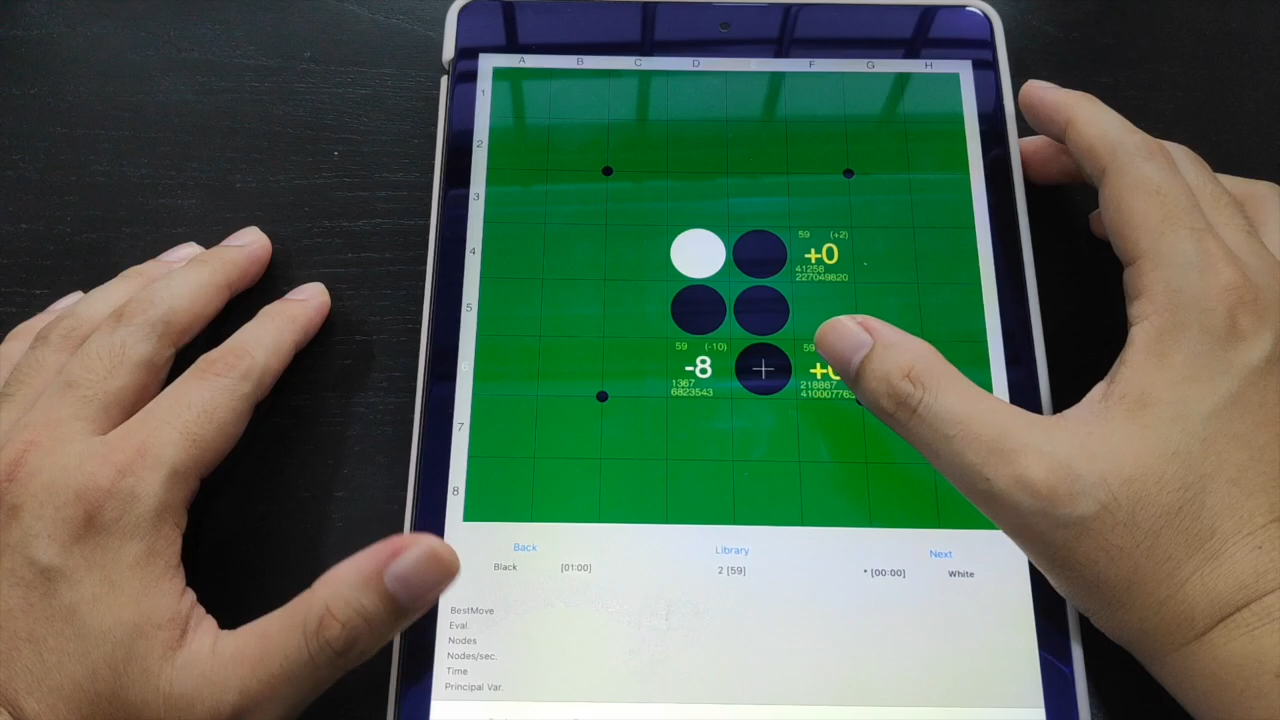 A B C D F G H
1
2
3
4 59 (+2)
+0
41258
227049820
5
59 (-10) 59
-8
1367 218867
6823543
7
8
Back Library Next
Black [01:00] 2 [59] * [00:00] White
BestMove
Eval.
Nodes
Nodes/sec.
Time
Principal Var.